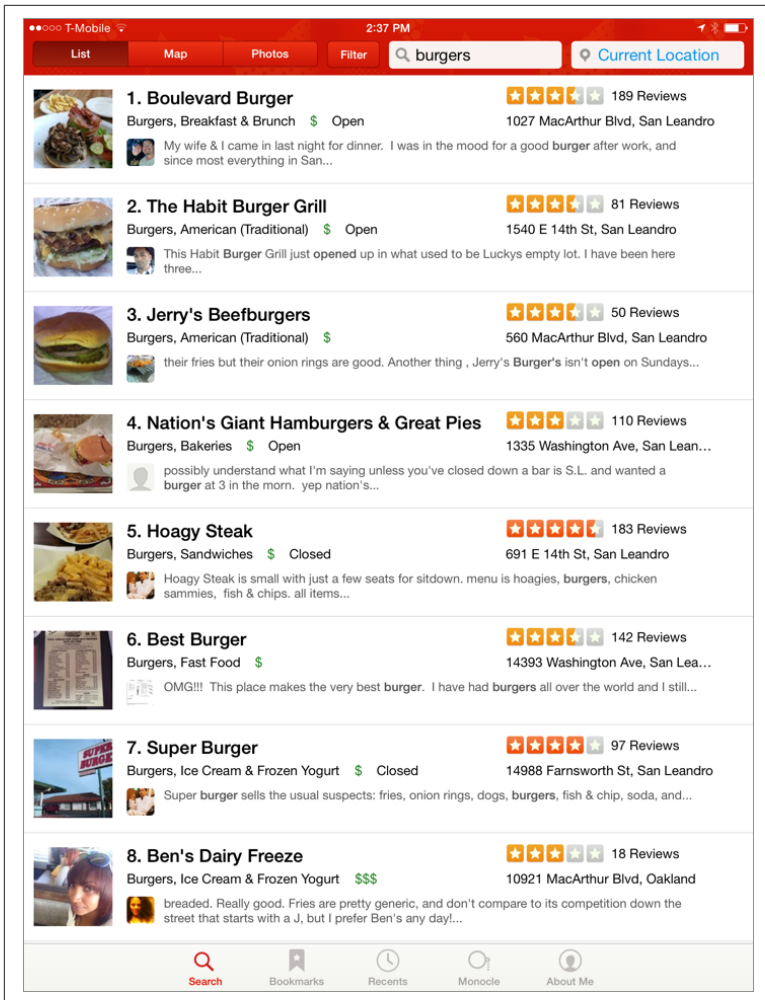 T-Mobile 2:37 PM
List Map Photos Filter burgers Current Location
1. Boulevard Burger 189 Reviews
Burgers, Breakfast & Brunch $ Open 1027 MacArthur Blvd, San Leandro
My wife & I came in last night for dinner. I was in the mood for a good burger after work, and
since most everything in San...
2. The Habit Burger Grill 81 Reviews
Burgers, American (Traditional) $ Open 1540 E 14th St, San Leandro
This Habit Burger Grill just opened up in what used to be Luckys empty lot. I have been here
three...
3. Jerry's Beefburgers 50 Reviews
Burgers, American (Traditional) $ 560 MacArthur Blvd, San Leandro
their fries but their onion rings are good. Another thing , Jerry's Burger's isn't open on Sundays...
4. Nation's Giant Hamburgers & Great Pies 110 Reviews
Burgers, Bakeries $ Open 1335 Washington Ave, San Lean...
possibly understand what I'm saying unless you've closed down a bar is S.L. and wanted a
burger at 3 in the morn. yep nation's...
5. Hoagy Steak 183 Reviews
Burgers, Sandwiches $ Closed 691 E 14th St, San Leandro
Hoagy Steak is small with just a few seats for sitdown. menu is hoagies, burgers, chicken
sammies, fish & chips. all items...
6. Best Burger 142 Reviews
Burgers, Fast Food $ 14393 Washington Ave, San Lea...
OMG!!! This place makes the very best burger. I have had burgers all over the world and I still...
SUPER
BURGE
7. Super Burger 97 Reviews
Burgers, Ice Cream & Frozen Yogurt $ Closed 14988 Farnsworth St, San Leandro
Super burger sells the usual suspects: fries, onion rings, dogs, burgers, fish & chip, soda, and...
8. Ben's Dairy Freeze 18 Reviews
Burgers, Ice Cream & Frozen Yogurt $$$ 10921 MacArthur Blvd, Oakland
breaded. Really good. Fries are pretty generic, and don't compare to its competition down the
street that starts with a J, but I prefer Ben's any day!...
Search Bookmarks Recents Monocle About Me